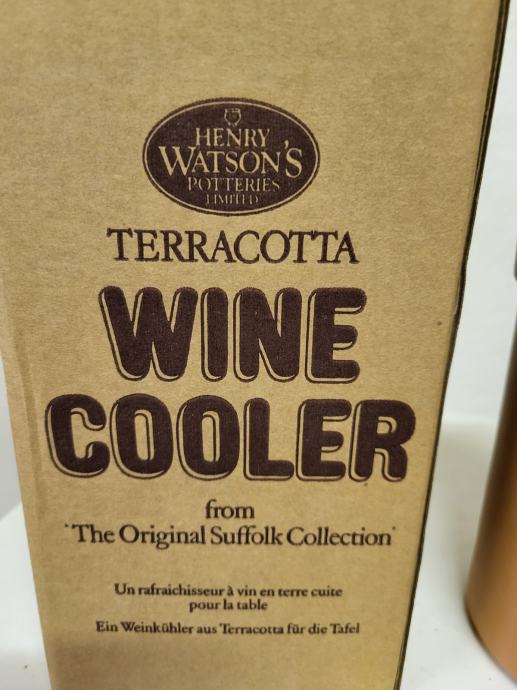 HENRY
WATSON'S
POTTERIES
LIMITED
TERRACOTTA
WINE
COOLER
from
'The Original Suffolk Collection'
Un rafraichisseur à vin en terre cuite
pour la table
Ein Weinkühler aus Terracotta für die Tafel